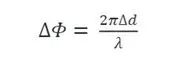 ΔΦ = 2πΔd / λ